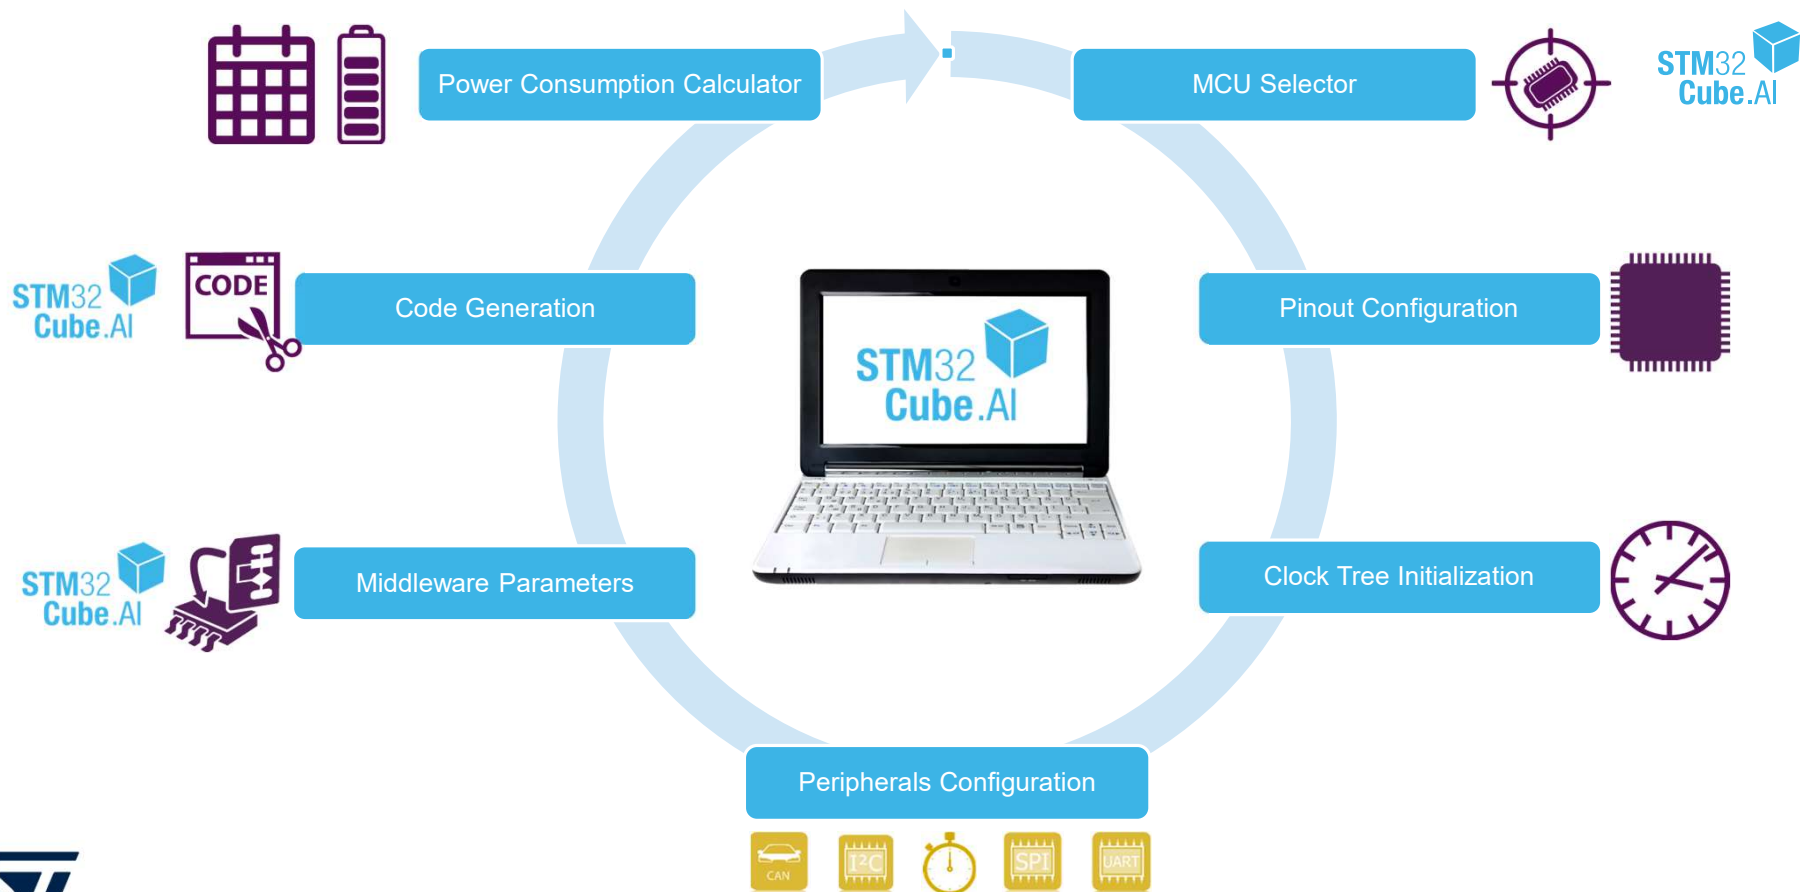 Power Consumption Calculator
MCU Selector
STM32
Cube.AI
STM32
Cube.AI
CODE
Code Generation
STM32
Cube.AI
Pinout Configuration
STM32
Cube.AI
Middleware Parameters
Clock Tree Initialization
Peripherals Configuration
CAN
I²C
SPI
UART